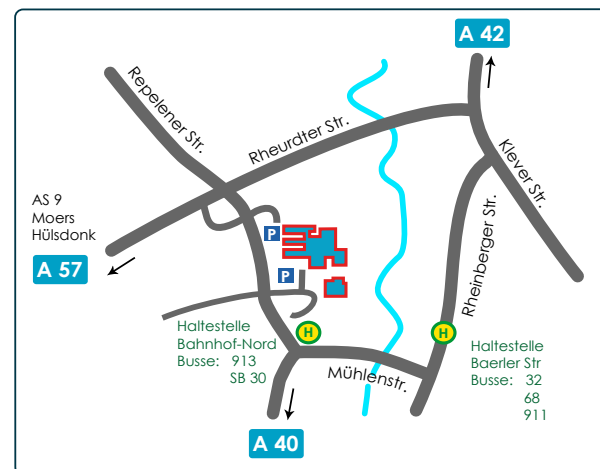 A 42
Repelener Str.
Rheurdter Str.
Klever Str.
AS 9
Moers
Hülsdonk
A 57
P
P
Rheinberger Str.
H
Haltestelle
Bahnhof-Nord
Busse: 913
SB 30
H
Haltestelle
Baerler Str
Busse: 32
68
911
Mühlenstr.
A 40